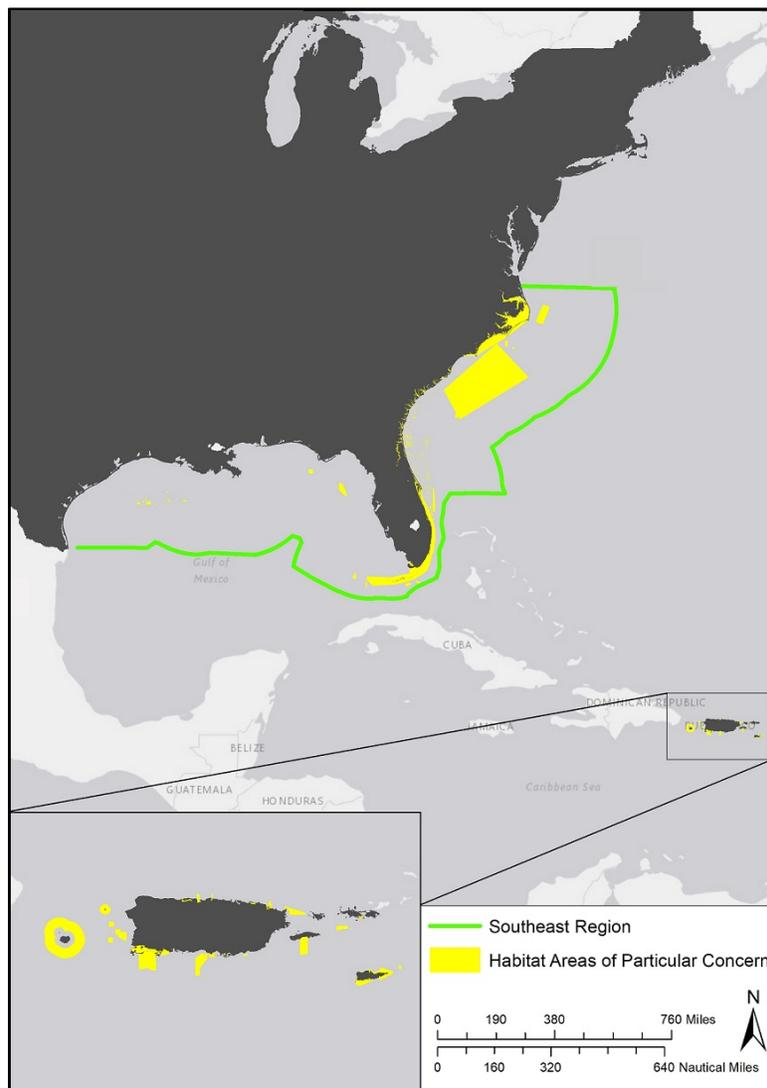 Gulf of
Mexico
CUBA
DOMINICAN REPUBLIC
JAMAICA
BELIZE
GUATEMALA
HONDURAS
Caribbean Sea
Southeast Region
Habitat Areas of Particular Concern
N
0 190 380 760 Miles
0 160 320 640 Nautical Miles